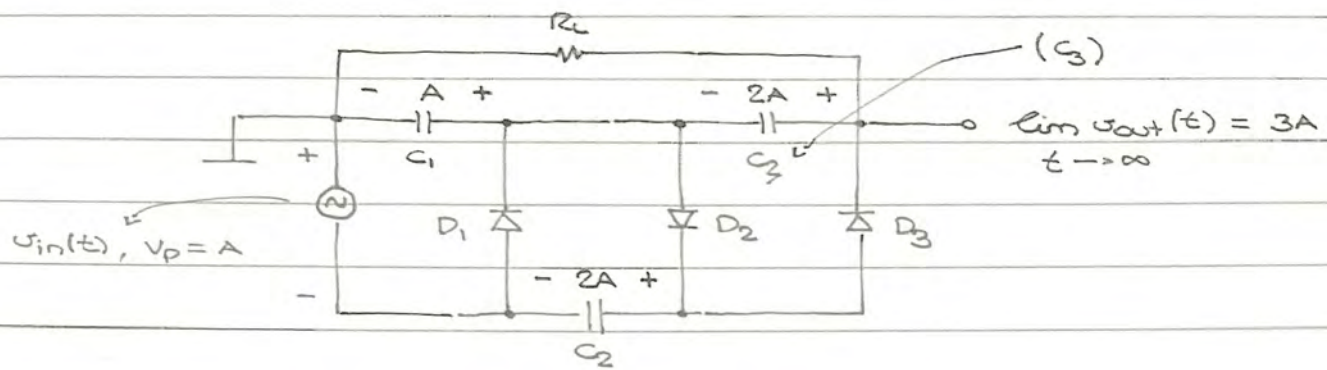 RL
(C3)
- A + - 2A +
lim vout(t) = 3A
t -> ∞
C1 C3
+
~
vin(t), Vp = A
D1 D2 D3
-
- 2A +
C2